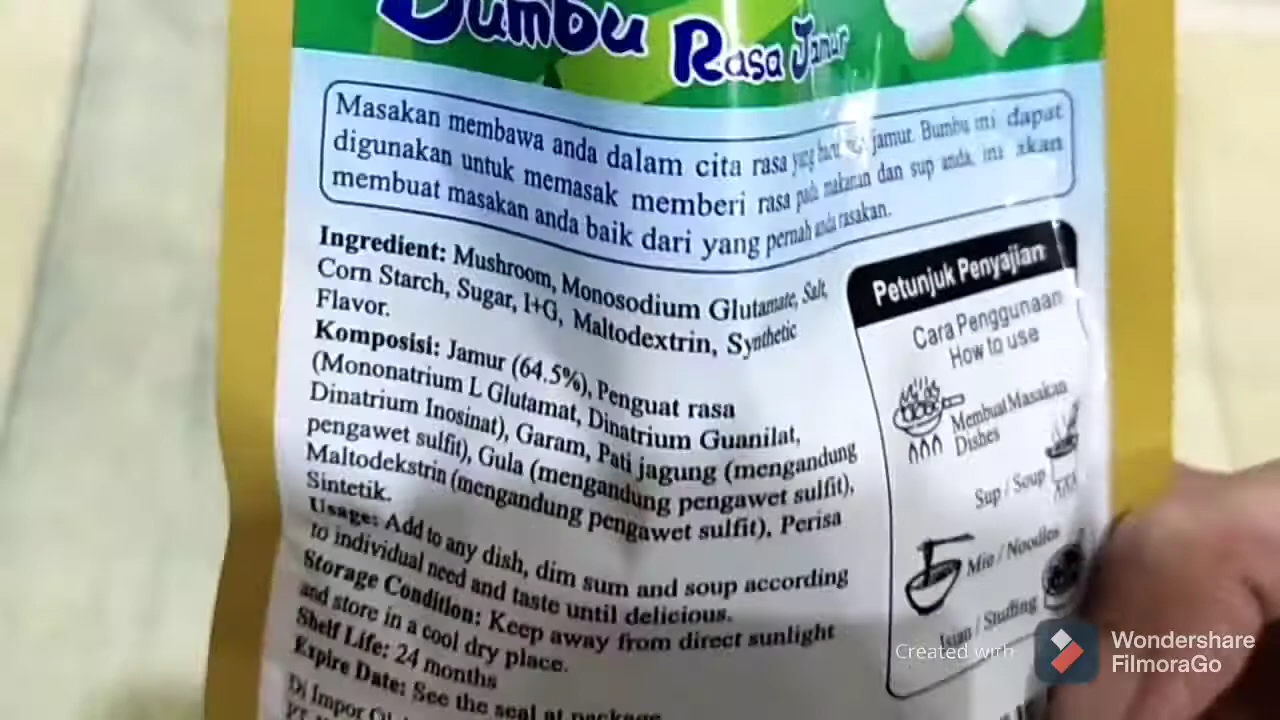 Bumbu Rasa Jamur
Masakan membawa anda dalam cita rasa yang baru jamur. Bumbu ini dapat
digunakan untuk memasak memberi rasa pada makanan dan sup anda, ini akan
membuat masakan anda baik dari yang pernah anda rasakan.
Ingredient: Mushroom, Monosodium Glutamate, Salt,
Corn Starch, Sugar, I+G, Maltodextrin, Synthetic
Flavor.
Komposisi: Jamur (64.5%), Penguat rasa
(Mononatrium L Glutamat, Dinatrium Guanilat,
Dinatrium Inosinat), Garam, Pati jagung (mengandung
pengawet sulfit), Gula (mengandung pengawet sulfit),
Maltodekstrin (mengandung pengawet sulfit), Perisa
Sintetik.
Usage: Add to any dish, dim sum and soup according
to individual need and taste until delicious.
Storage Condition: Keep away from direct sunlight
and store in a cool dry place.
Shelf Life: 24 months
Expire Date: See the seal at package
Di Impor
Petunjuk Penyajian
Cara Penggunaan
How to use
Membuat Masakan
Dishes
Sup / Soup
Mie / Noodles
Isian / Stuffing
Created with
Wondershare
FilmoraGo